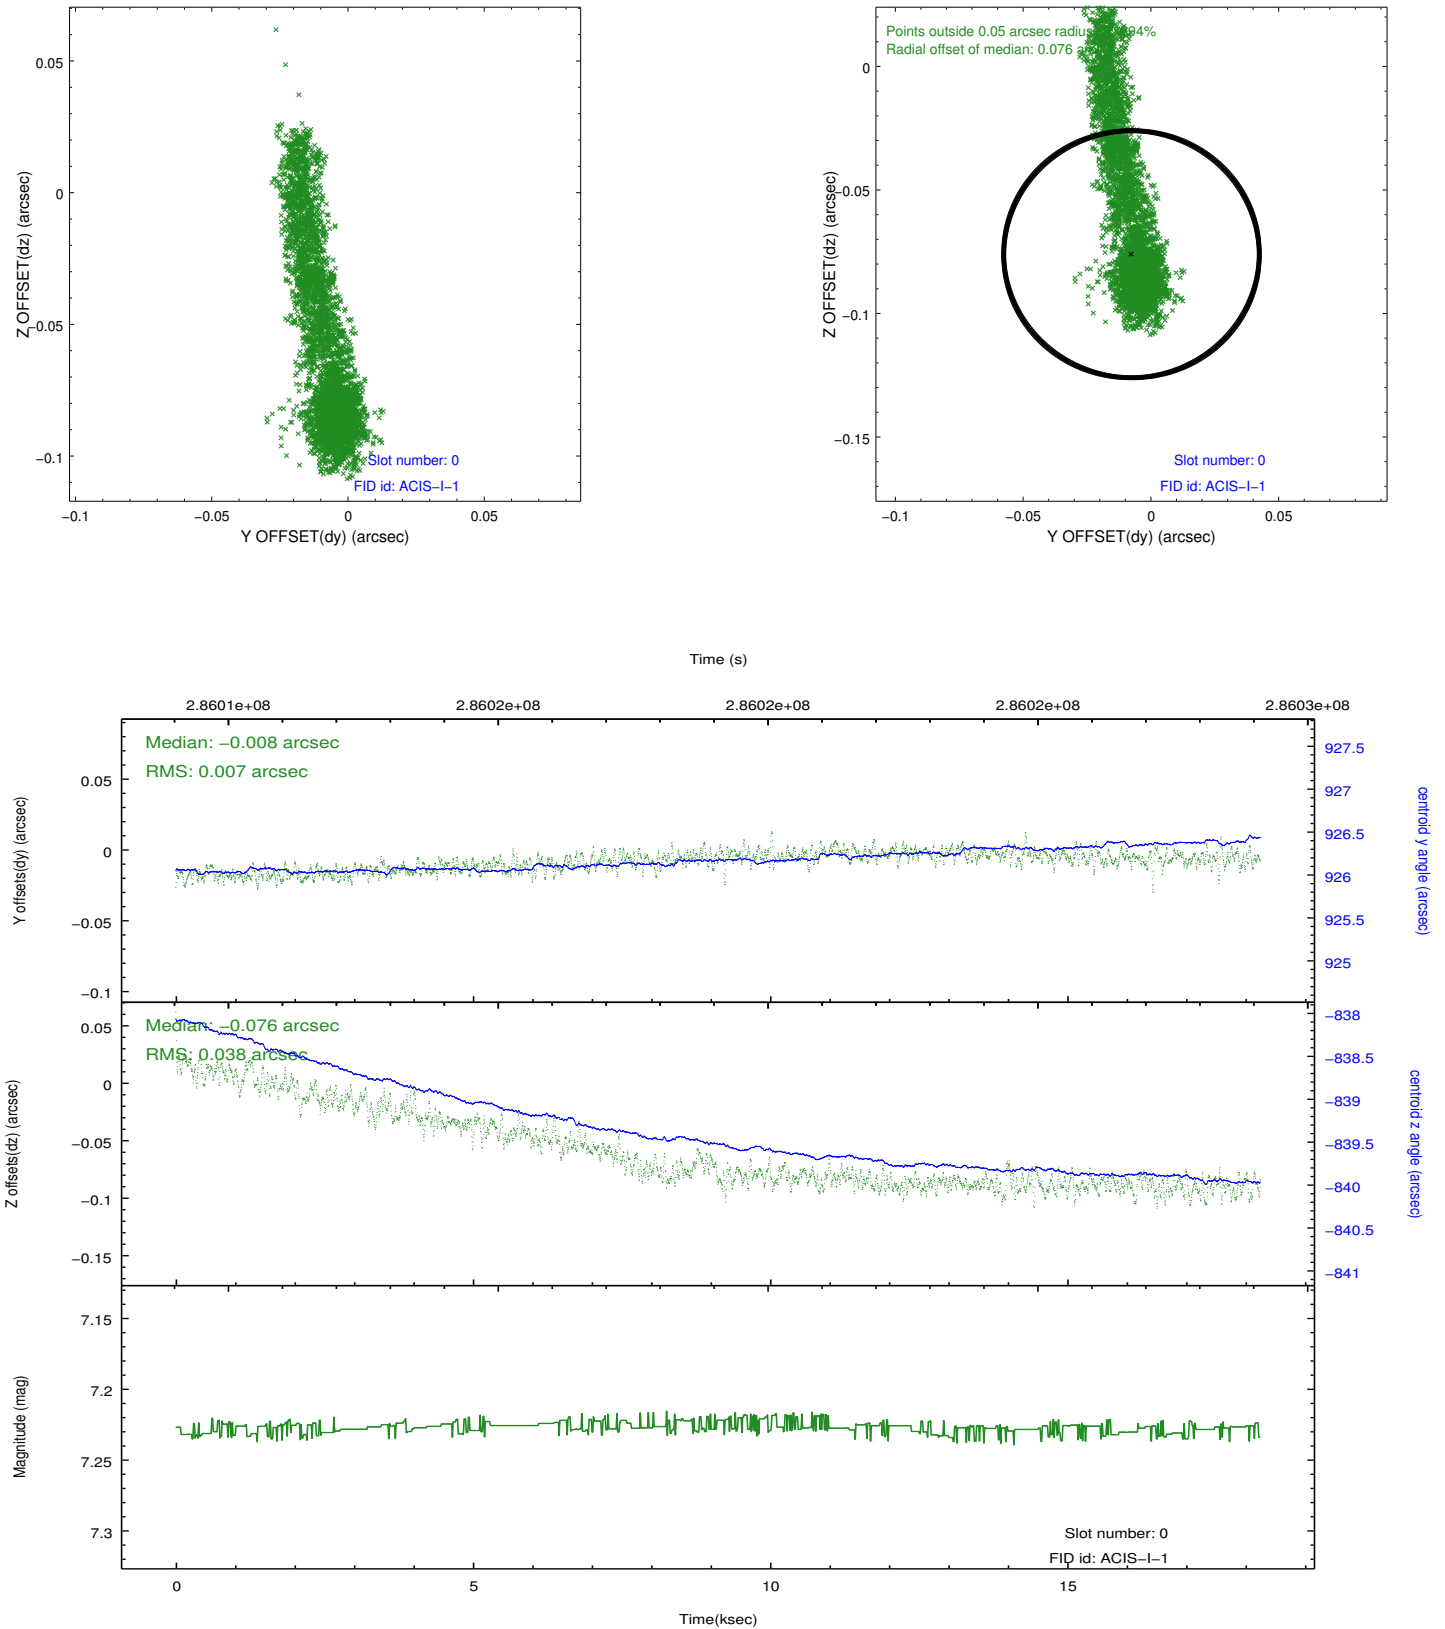 0.05
0
−0.05
−0.1
Z OFFSET(dz) (arcsec)
Slot number: 0
FID id: ACIS−I−1
−0.1
−0.05
0
0.05
Y OFFSET(dy) (arcsec)
Points outside 0.05 arcsec radius
94%
Radial offset of median: 0.076
0
−0.05
−0.1
−0.15
Z OFFSET(dz) (arcsec)
Slot number: 0
FID id: ACIS−I−1
−0.1
−0.05
0
0.05
Y OFFSET(dy) (arcsec)
Time (s)
2.8601e+08
2.8602e+08
2.8602e+08
2.8602e+08
2.8603e+08
Median: −0.008 arcsec
RMS: 0.007 arcsec
0.05
0
−0.05
−0.1
Y offsets(dy) (arcsec)
927.5
927
926.5
926
925.5
925
centroid y angle (arcsec)
Median: −0.076 arcsec
RMS: 0.038 arcsec
0.05
0
−0.05
−0.1
−0.15
Z offsets(dz) (arcsec)
−838
−838.5
−839
−839.5
−840
−840.5
−841
centroid z angle (arcsec)
7.15
7.2
7.25
7.3
Magnitude (mag)
Slot number: 0
FID id: ACIS−I−1
0
5
10
15
Time(ksec)